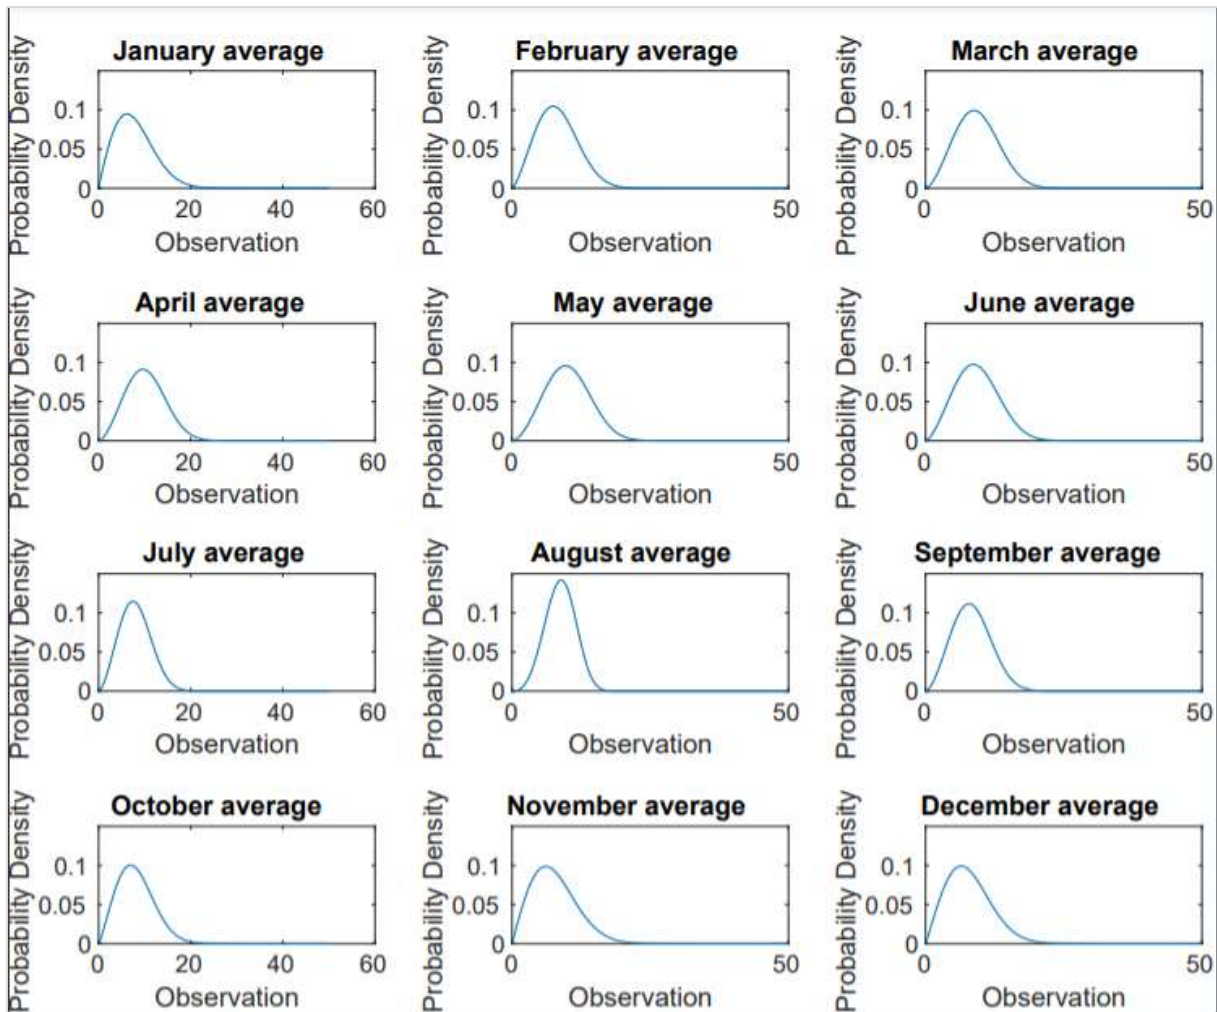 January average
Probability Density
0.1
0.05
0
0 20 40 60
Observation
February average
Probability Density
0.1
0.05
0
0 50
Observation
March average
Probability Density
0.1
0.05
0
0 50
Observation
April average
Probability Density
0.1
0.05
0
0 20 40 60
Observation
May average
Probability Density
0.1
0.05
0
0 50
Observation
June average
Probability Density
0.1
0.05
0
0 50
Observation
July average
Probability Density
0.1
0.05
0
0 20 40 60
Observation
August average
Probability Density
0.1
0.05
0
0 50
Observation
September average
Probability Density
0.1
0.05
0
0 50
Observation
October average
Probability Density
0.1
0.05
0
0 20 40 60
Observation
November average
Probability Density
0.1
0.05
0
0 50
Observation
December average
Probability Density
0.1
0.05
0
0 50
Observation